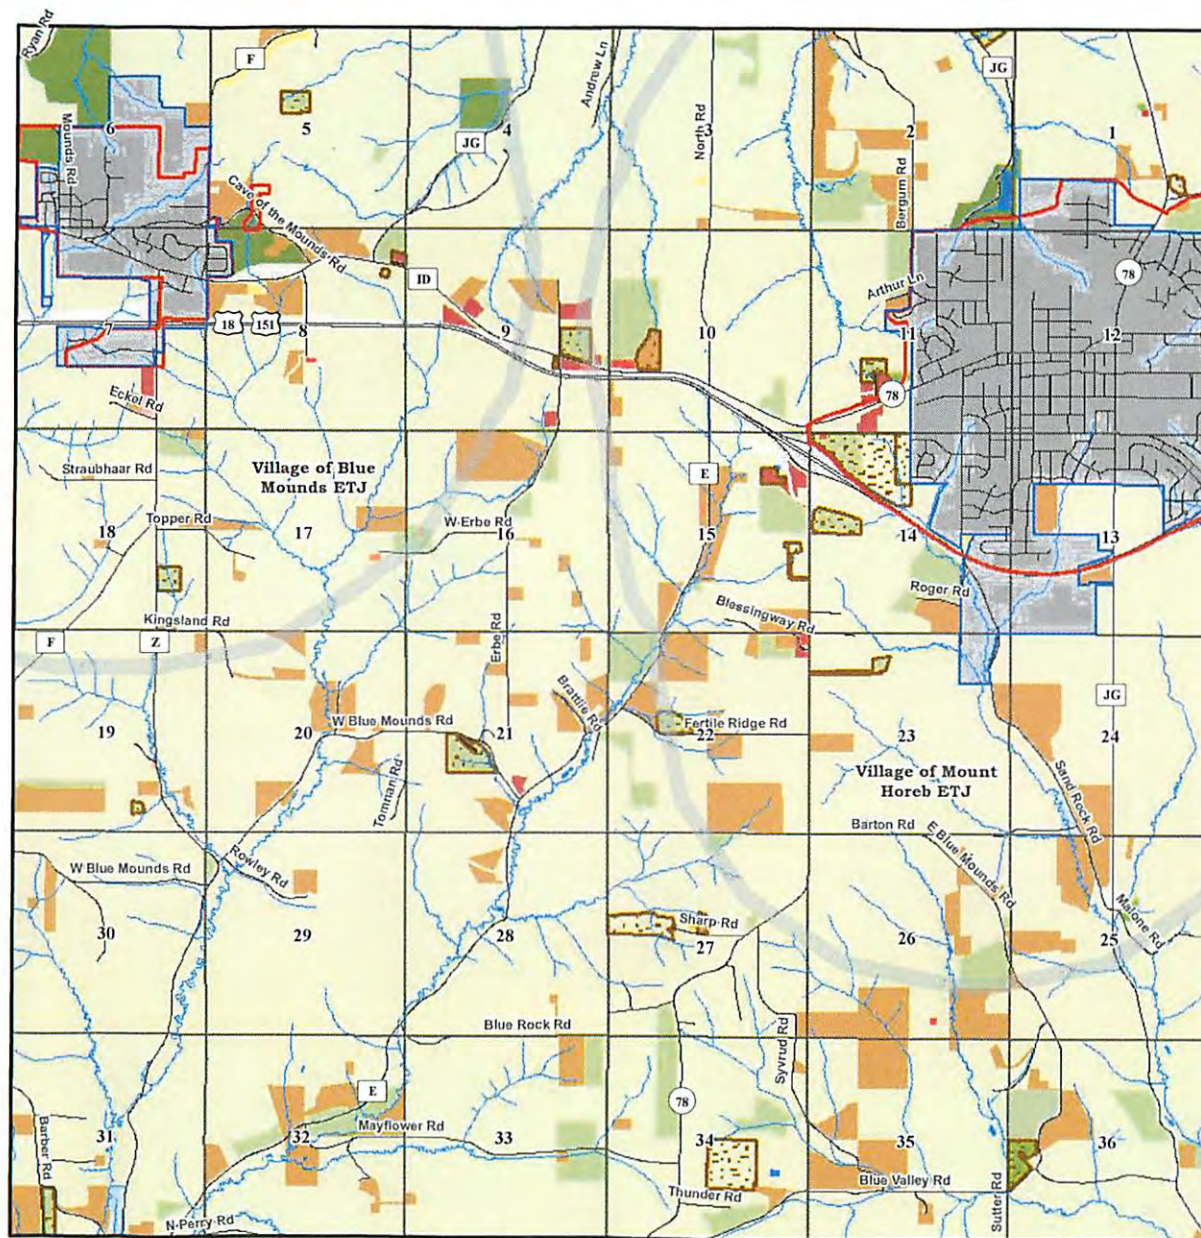 Ryan Rd
F
JG
Andrew Ln
JG
Mounds Rd
6
5
4
North Rd
3
2
1
Cave of the Mounds Rd
Bergum Rd
ID
78
Arthur Ln
7
18
151
8
9
10
11
12
78
Eckel Rd
Straubhaar Rd
Village of Blue
Mounds ETJ
E
Topper Rd
18
17
W Erbe Rd
16
15
14
13
Kingsland Rd
Roger Rd
Blessingway Rd
F
Z
Erbe Rd
JG
Brattlie Rd
19
20
W Blue Mounds Rd
21
Fertile Ridge Rd
22
23
24
Tomnan Rd
Village of Mount
Horeb ETJ
Sand Rock Rd
Barton Rd
E Blue Mounds Rd
W Blue Mounds Rd
Rowley Rd
Malone Rd
30
29
28
Sharp Rd
27
26
25
Blue Rock Rd
Syvrud Rd
E
78
Barber Rd
31
32
Mayflower Rd
33
34
35
36
Thunder Rd
Blue Valley Rd
Sutter Rd
N Perry Rd